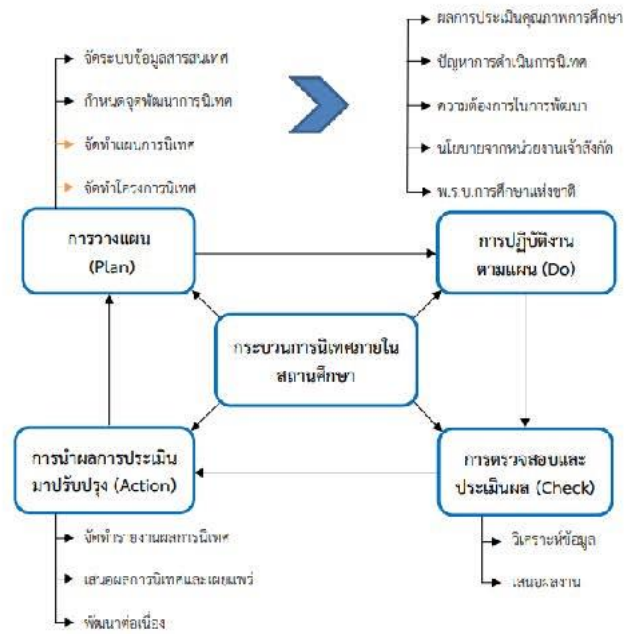 จัดระบบข้อมูลสารสนเทศ
กำหนดจุดพัฒนาการนิเทศ
จัดทำแผนการนิเทศ
จัดทำโครงการนิเทศ
ผลการประเมินคุณภาพการศึกษา
ปัญหาการดำเนินการนิเทศ
ความต้องการในการพัฒนา
นโยบายจากหน่วยงานเจ้าสังกัด
พ.ร.บ.การศึกษาแห่งชาติ
การวางแผน
(Plan)
การปฏิบัติงาน
ตามแผน (Do)
กระบวนการนิเทศภายใน
สถานศึกษา
การนำผลการประเมิน
มาปรับปรุง (Action)
การตรวจสอบและ
ประเมินผล (Check)
จัดทำรายงานผลการนิเทศ
เสนอผลการนิเทศและเผยแพร่
พัฒนาต่อเนื่อง
วิเคราะห์ข้อมูล
เสนอผลงาน